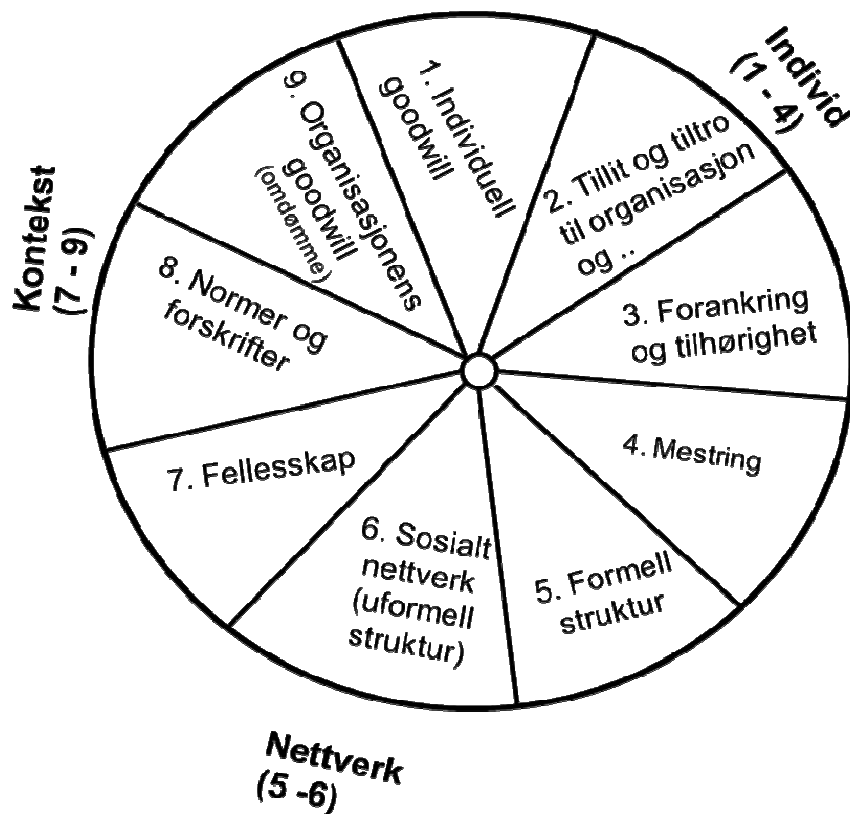 Individ
(1 - 4)
1. Individuell
goodwill
2. Tillit og tiltro
til organisasjon
og ..
3. Forankring
og tilhørighet
4. Mestring
5. Formell
struktur
6. Sosialt
nettverk
(uformell
struktur)
Nettverk
(5 -6)
7. Fellesskap
8. Normer og
forskrifter
9. Organisasjonens
goodwill
(omdømme)
Kontekst
(7 - 9)